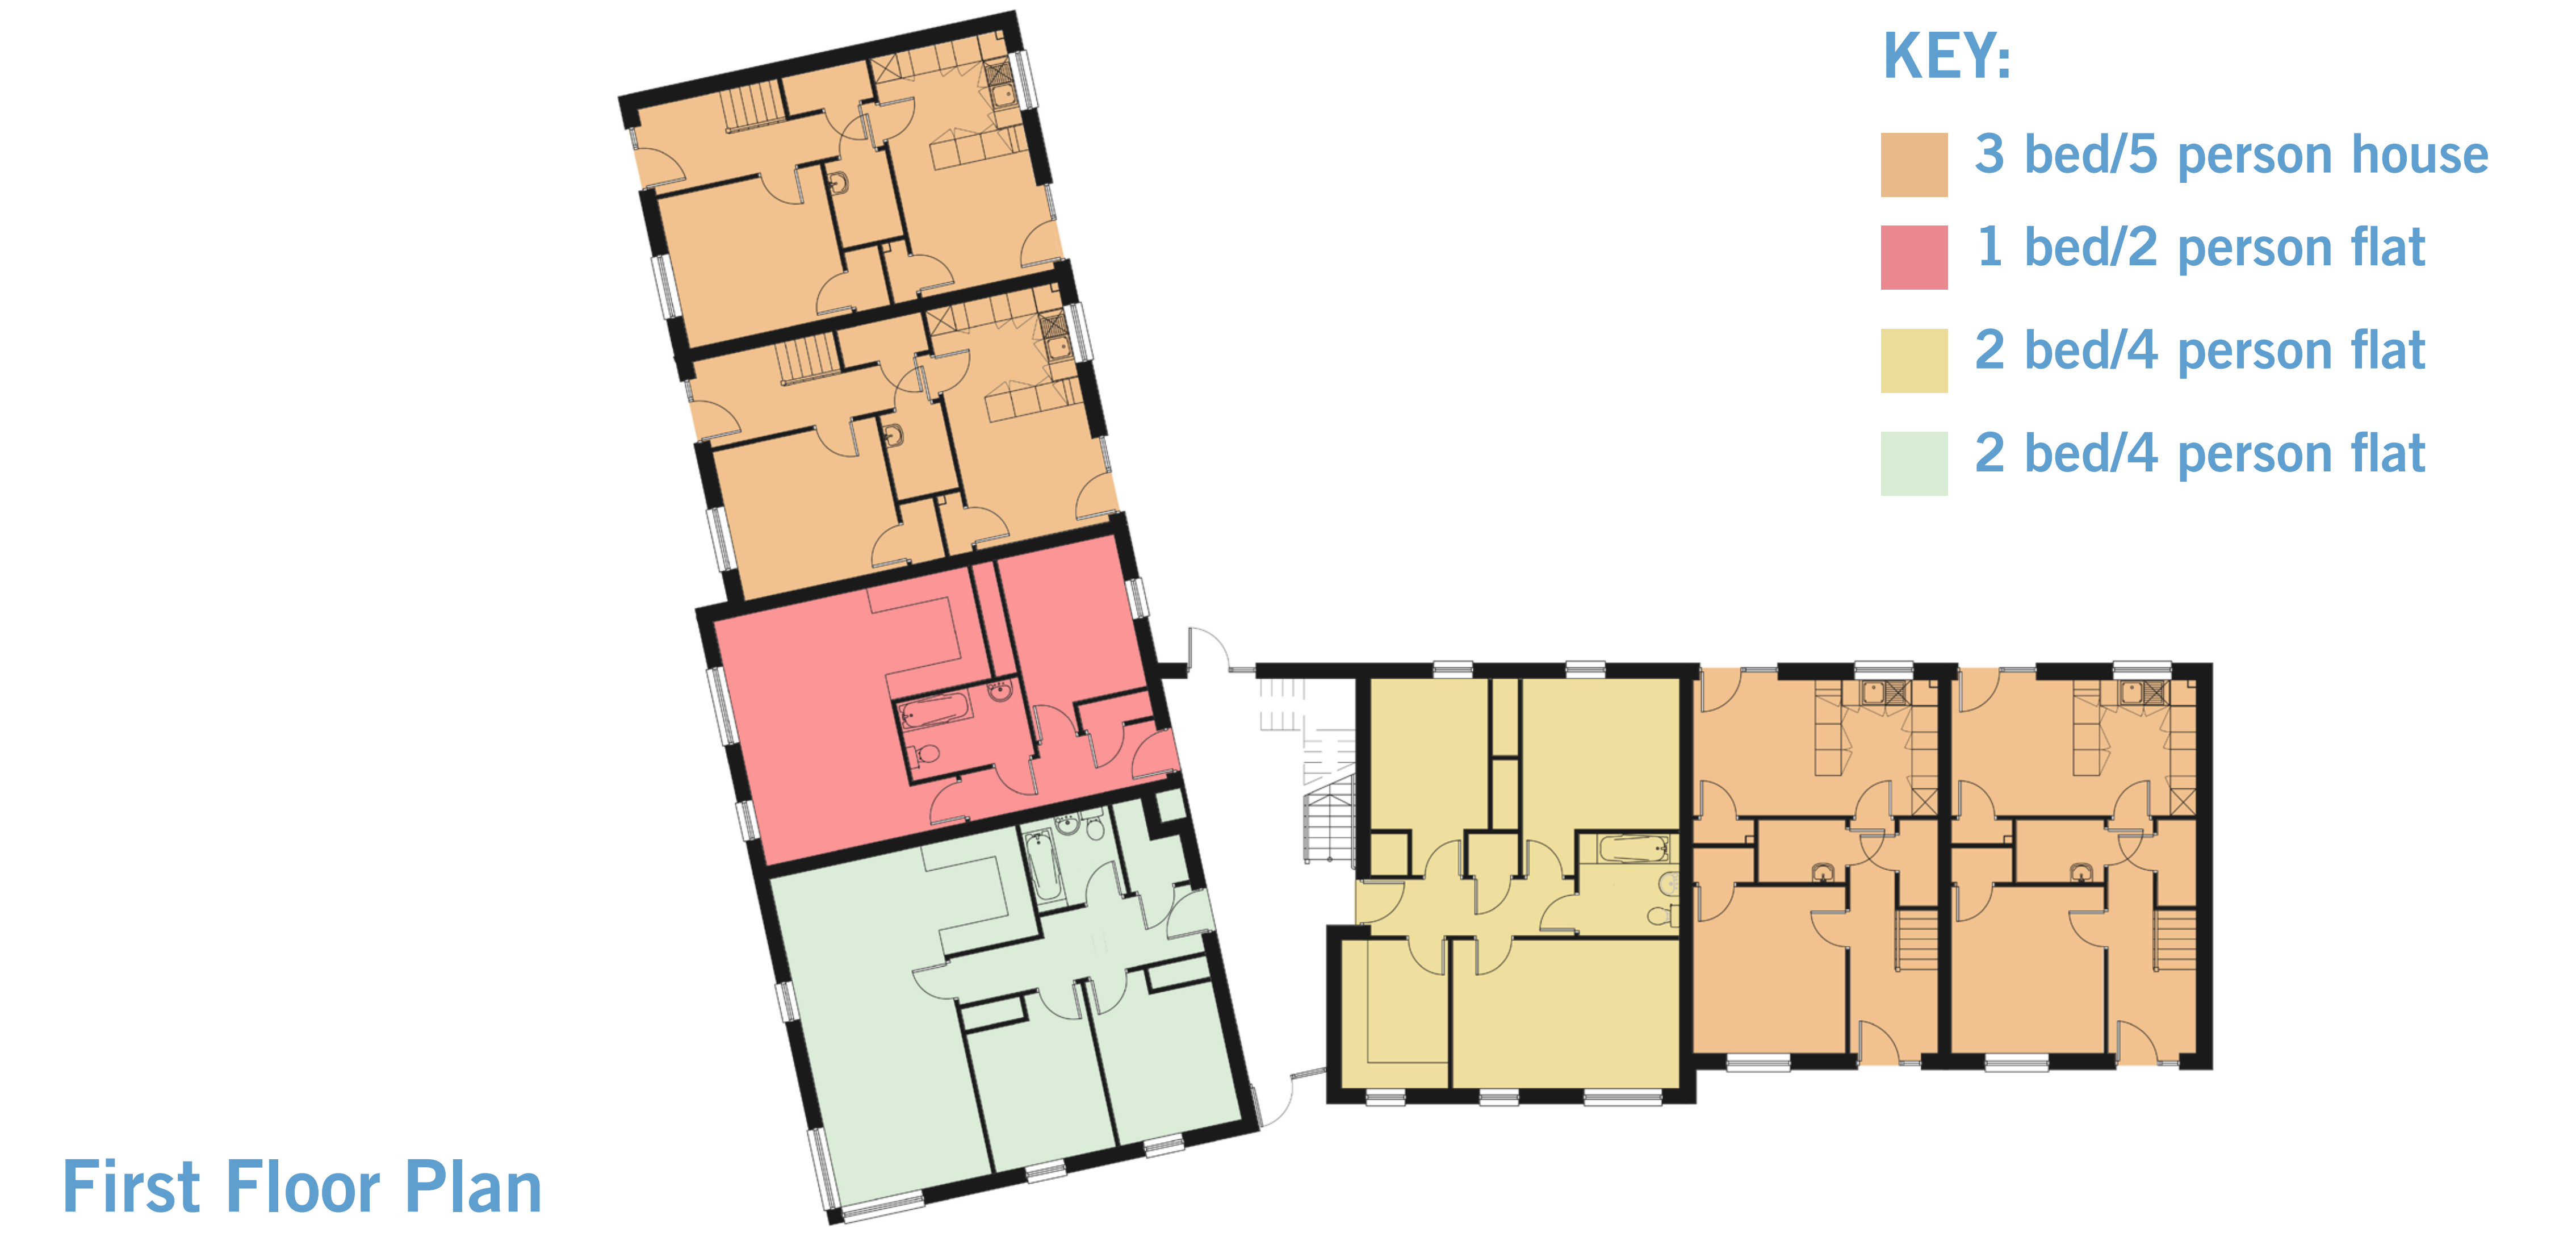 KEY:
3 bed/5 person house
1 bed/2 person flat
2 bed/4 person flat
2 bed/4 person flat
First Floor Plan